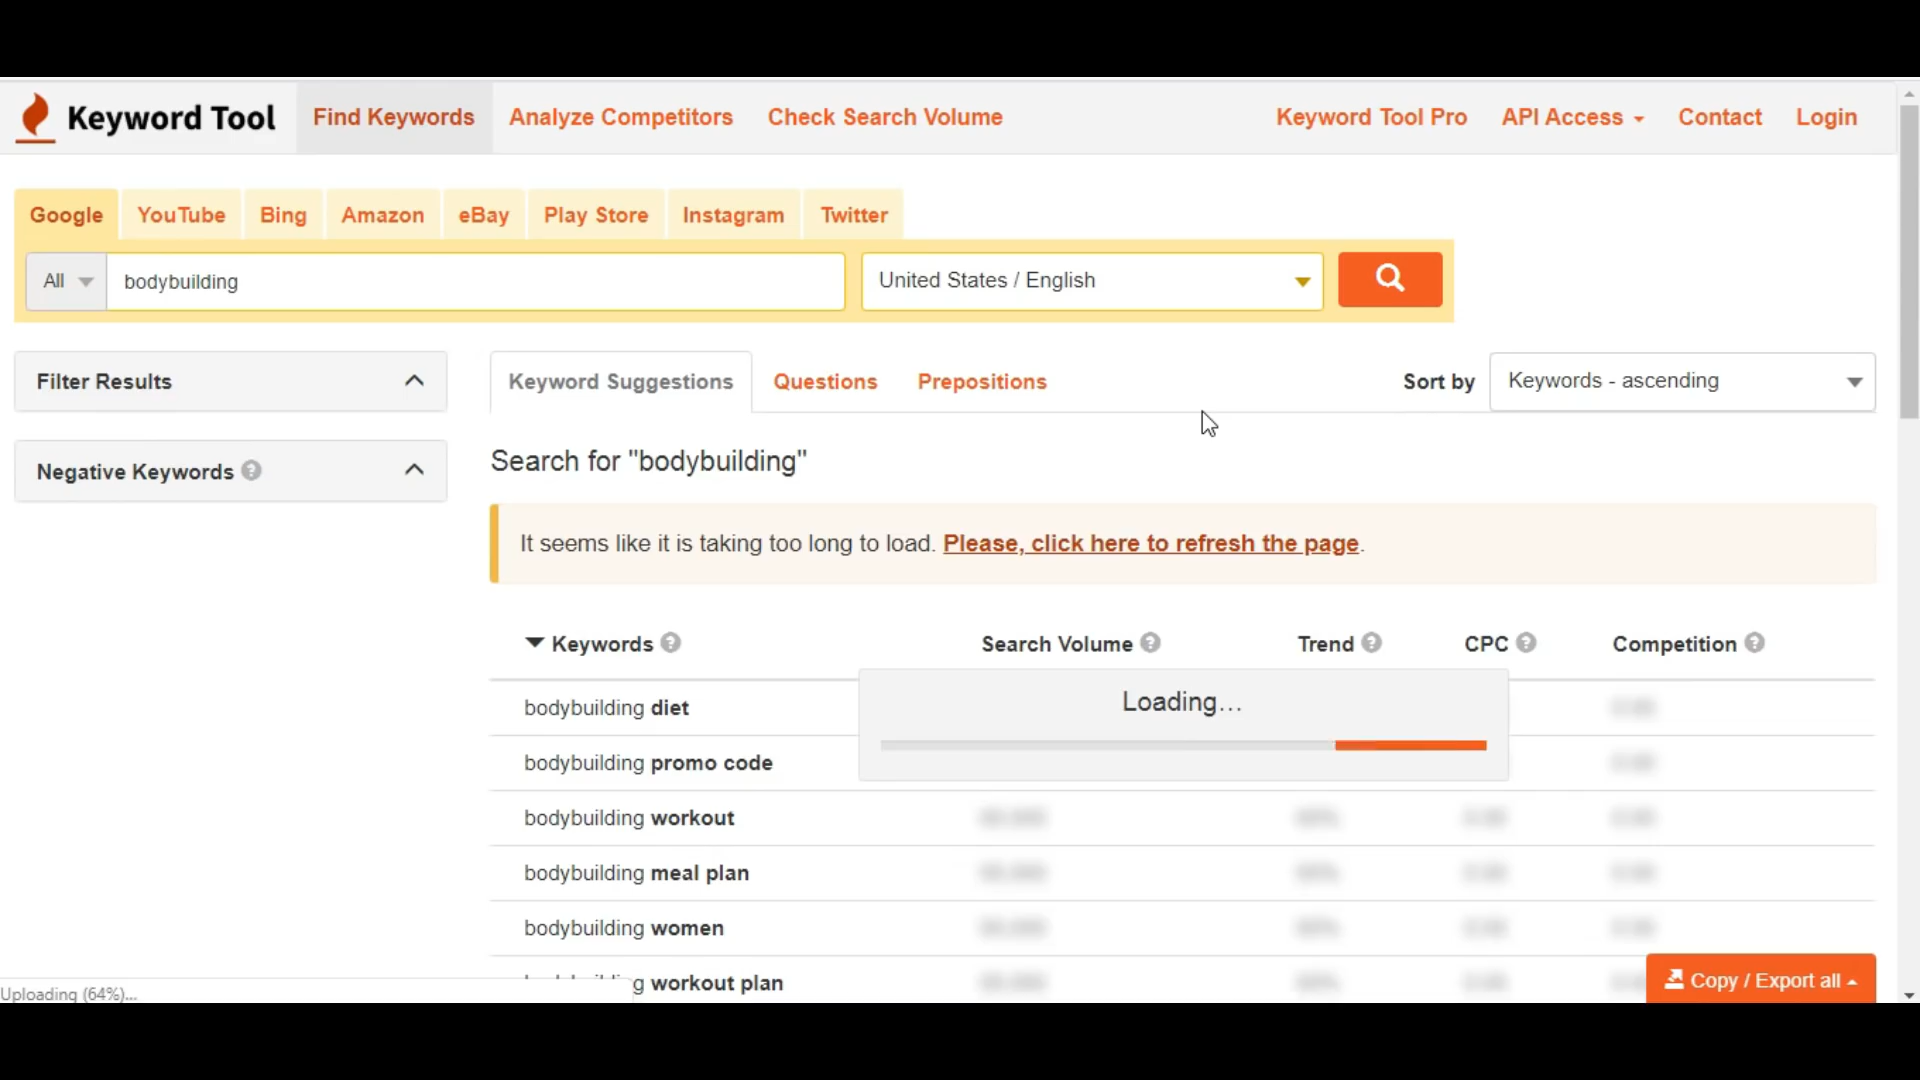 Keyword Tool Find Keywords Analyze Competitors Check Search Volume Keyword Tool Pro API Access Contact Login
Google YouTube Bing Amazon eBay Play Store Instagram Twitter
All bodybuilding United States / English
Filter Results Keyword Suggestions Questions Prepositions Sort by Keywords - ascending
Negative Keywords ?
Search for "bodybuilding"
It seems like it is taking too long to load. Please, click here to refresh the page.
Keywords ? Search Volume ? Trend ? CPC ? Competition ?
Loading...
bodybuilding diet
bodybuilding promo code
bodybuilding workout
bodybuilding meal plan
bodybuilding women
workout plan
Copy / Export all
Uploading (64%)...